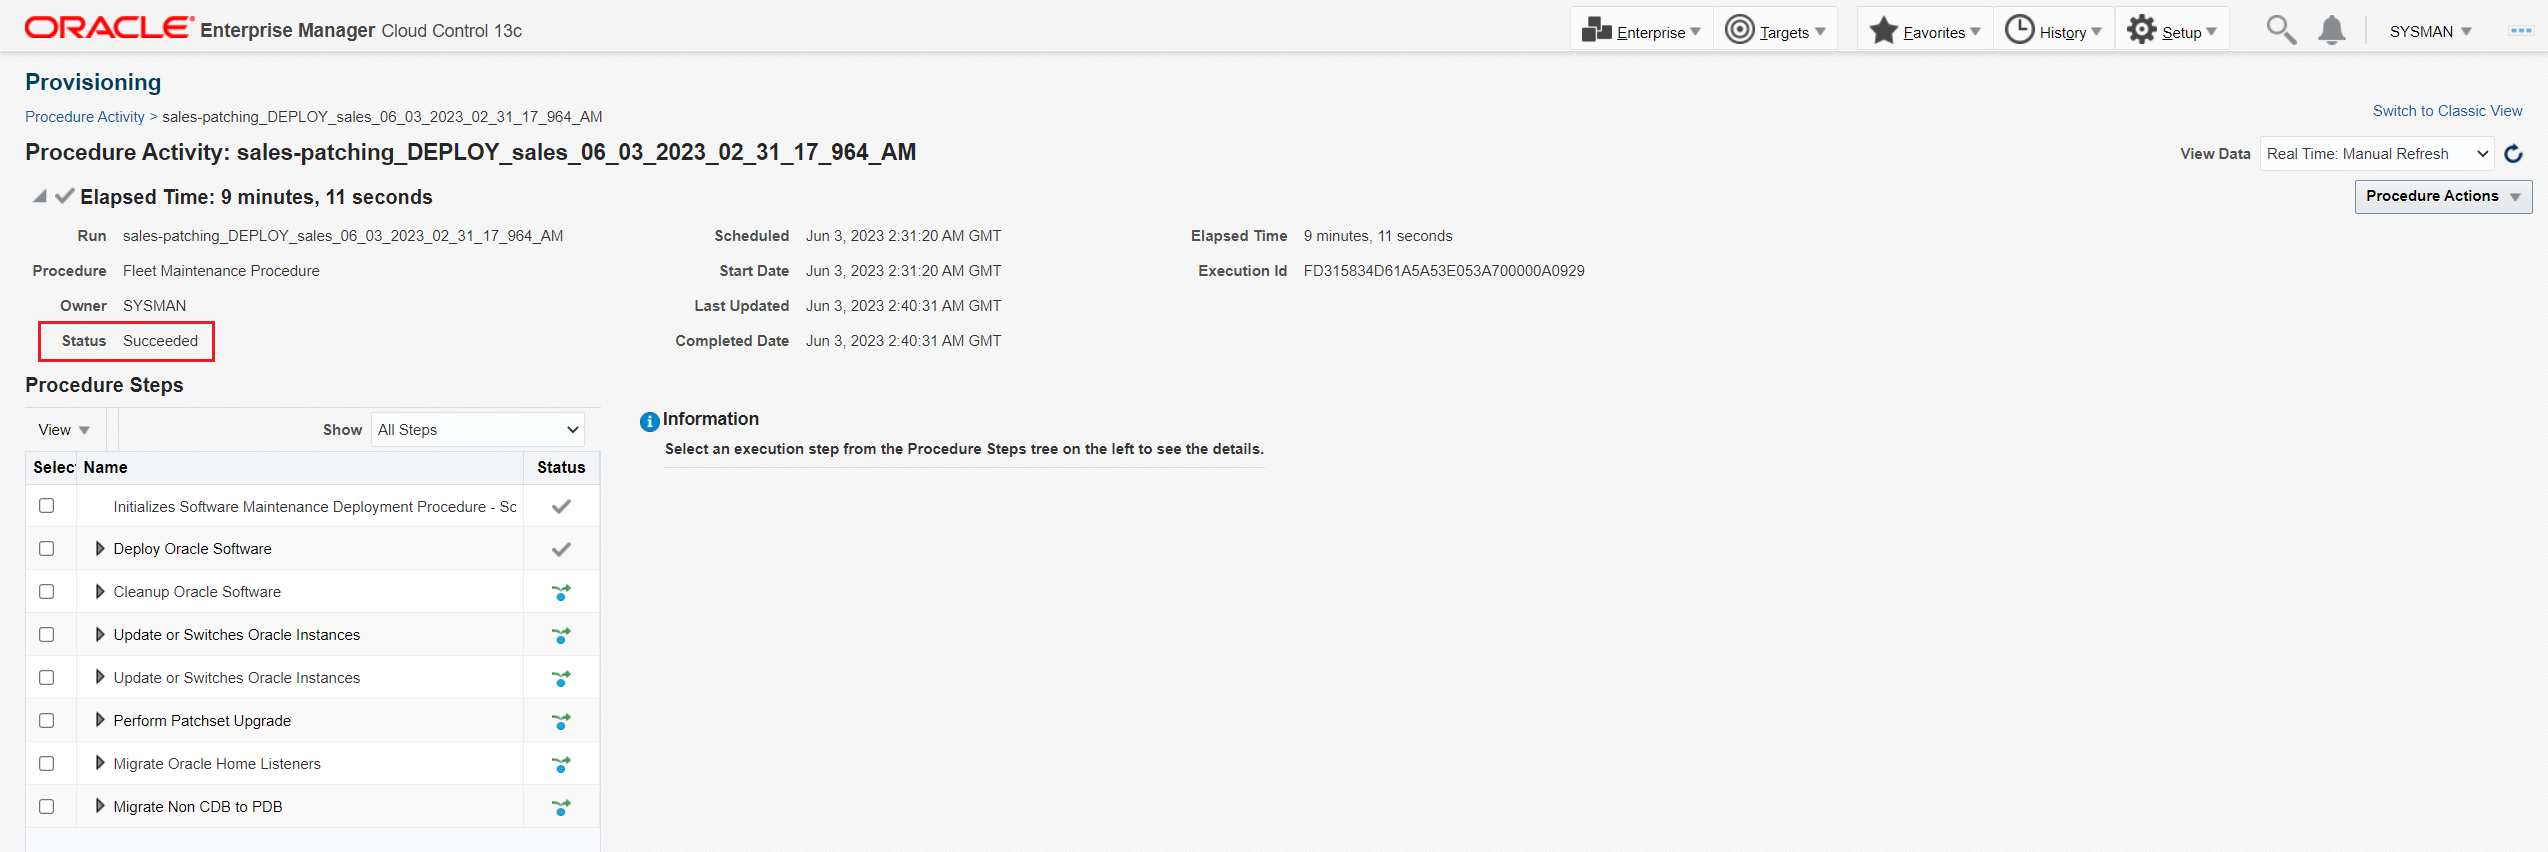 ORACLE Enterprise Manager Cloud Control 13c
Enterprise Targets Favorites History Setup SYSMAN
Provisioning
Procedure Activity > sales-patching_DEPLOY_sales_06_03_2023_02_31_17_964_AM
Switch to Classic View
Procedure Activity: sales-patching_DEPLOY_sales_06_03_2023_02_31_17_964_AM
View Data Real Time: Manual Refresh
Elapsed Time: 9 minutes, 11 seconds
Procedure Actions
Run sales-patching_DEPLOY_sales_06_03_2023_02_31_17_964_AM
Procedure Fleet Maintenance Procedure
Owner SYSMAN
Status Succeeded
Scheduled Jun 3, 2023 2:31:20 AM GMT
Start Date Jun 3, 2023 2:31:20 AM GMT
Last Updated Jun 3, 2023 2:40:31 AM GMT
Completed Date Jun 3, 2023 2:40:31 AM GMT
Elapsed Time 9 minutes, 11 seconds
Execution Id FD315834D61A5A53E053A700000A0929
Procedure Steps
View Show All Steps
Selec Name Status
Initializes Software Maintenance Deployment Procedure - So
Deploy Oracle Software
Cleanup Oracle Software
Update or Switches Oracle Instances
Update or Switches Oracle Instances
Perform Patchset Upgrade
Migrate Oracle Home Listeners
Migrate Non CDB to PDB
Information
Select an execution step from the Procedure Steps tree on the left to see the details.